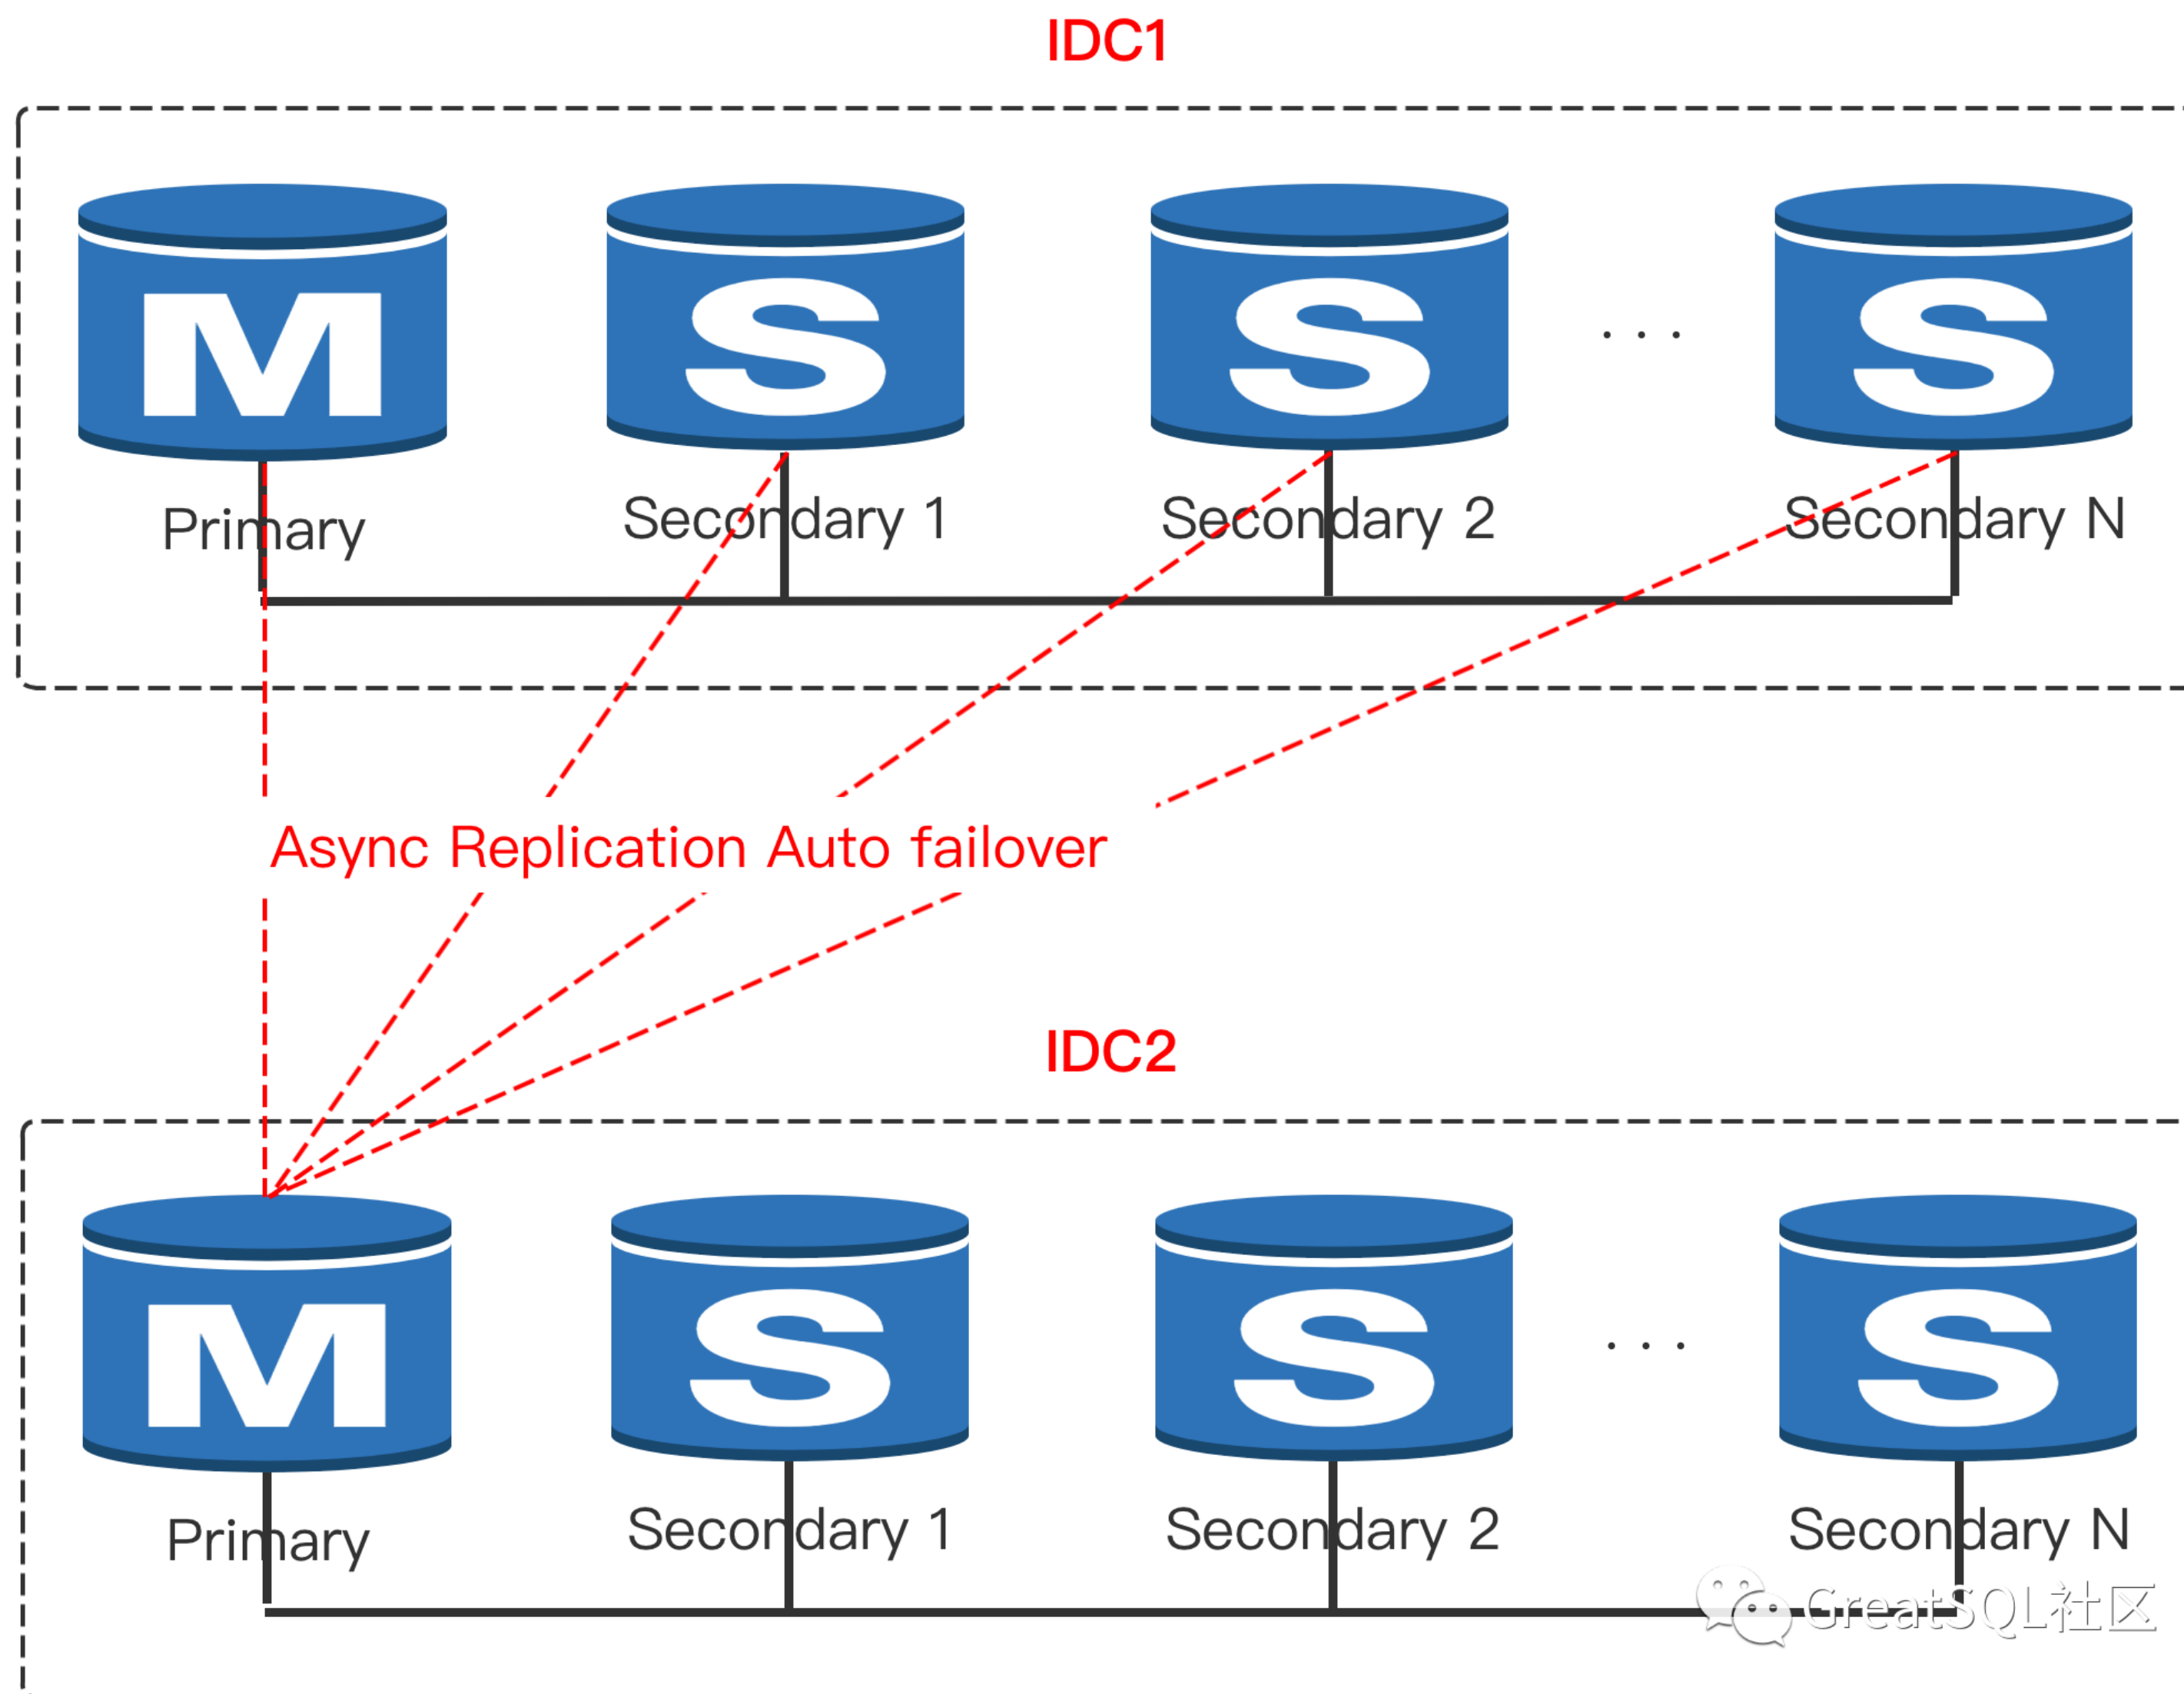 IDC1
M S S ... S
Primary Secondary 1 Secondary 2 Secondary N
Async Replication Auto failover
IDC2
M S S ... S
Primary Secondary 1 Secondary 2 Secondary N
GreatSQL社区